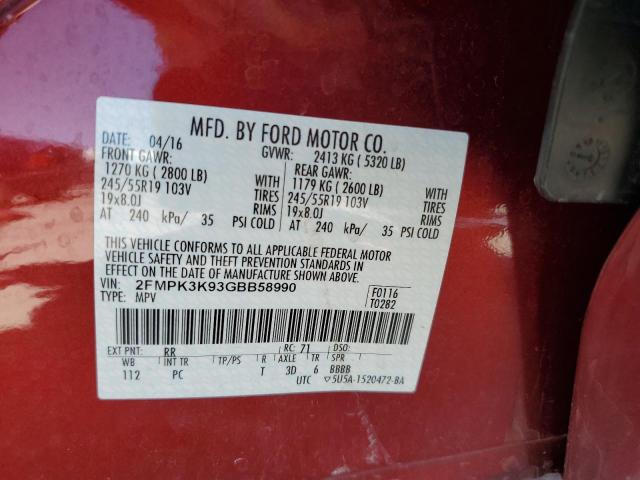 MFD. BY FORD MOTOR CO.
DATE: 04/16 GVWR: 2413 KG ( 5320 LB)
FRONT GAWR: REAR GAWR:
1270 KG ( 2800 LB) WITH 1179 KG ( 2600 LB) WITH
245/55R19 103V TIRES 245/55R19 103V TIRES
19x8.0J RIMS 19x8.0J RIMS
AT 240 kPa/ 35 PSI COLD AT 240 kPa/ 35 PSI COLD
THIS VEHICLE CONFORMS TO ALL APPLICABLE FEDERAL MOTOR
VEHICLE SAFETY AND THEFT PREVENTION STANDARDS IN
EFFECT ON THE DATE OF MANUFACTURE SHOWN ABOVE.
VIN: 2FMPK3K93GBB58990 F0116
TYPE: MPV T0282
EXT PNT: RR RC: 71 DSO:
WB INT TR TP/PS R AXLE TR SPR
112 PC T 3D 6 BBBB
UTC ▽5U5A-1520472-BA